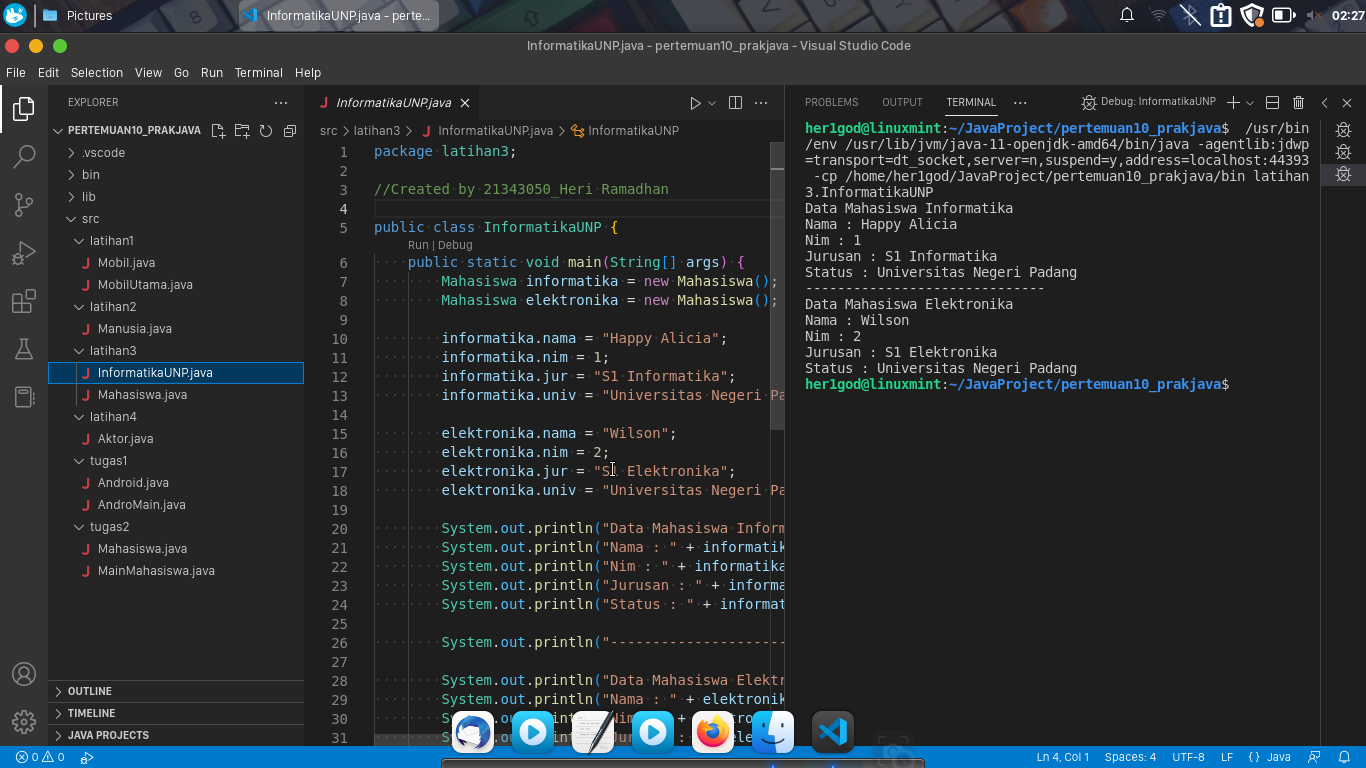 Pictures
InformatikaUNP.java - perte...
02:27
InformatikaUNP.java - pertemuan10_prakjava - Visual Studio Code
File Edit Selection View Go Run Terminal Help
EXPLORER
PERTEMUAN10_PRAKJAVA
.vscode
bin
lib
src
latihan1
Mobil.java
MobilUtama.java
latihan2
Manusia.java
latihan3
InformatikaUNP.java
Mahasiswa.java
latihan4
Aktor.java
tugas1
Android.java
AndroMain.java
tugas2
Mahasiswa.java
MainMahasiswa.java
OUTLINE
TIMELINE
JAVA PROJECTS
InformatikaUNP.java
src > latihan3 > InformatikaUNP.java > InformatikaUNP
1 package latihan3;
2
3 //Created by 21343050_Heri Ramadhan
4
5 public class InformatikaUNP {
Run | Debug
6 public static void main(String[] args) {
7 Mahasiswa informatika = new Mahasiswa();
8 Mahasiswa elektronika = new Mahasiswa();
9
10 informatika.nama = "Happy Alicia";
11 informatika.nim = 1;
12 informatika.jur = "S1 Informatika";
13 informatika.univ = "Universitas Negeri Pa
14
15 elektronika.nama = "Wilson";
16 elektronika.nim = 2;
17 elektronika.jur = "S1 Elektronika";
18 elektronika.univ = "Universitas Negeri Pa
19
20 System.out.println("Data Mahasiswa Inform
21 System.out.println("Nama : " + informatik
22 System.out.println("Nim : " + informatika
23 System.out.println("Jurusan : " + informa
24 System.out.println("Status : " + informat
25
26 System.out.println("---------------------
27
28 System.out.println("Data Mahasiswa Elektr
29 System.out.println("Nama : " + elektronik
30
31
PROBLEMS OUTPUT TERMINAL
Debug: InformatikaUNP
her1god@linuxmint:~/JavaProject/pertemuan10_prakjava$ /usr/bin
/env /usr/lib/jvm/java-11-openjdk-amd64/bin/java -agentlib:jdwp
=transport=dt_socket,server=n,suspend=y,address=localhost:44393
-cp /home/her1god/JavaProject/pertemuan10_prakjava/bin latihan
3.InformatikaUNP
Data Mahasiswa Informatika
Nama : Happy Alicia
Nim : 1
Jurusan : S1 Informatika
Status : Universitas Negeri Padang
------------------------------
Data Mahasiswa Elektronika
Nama : Wilson
Nim : 2
Jurusan : S1 Elektronika
Status : Universitas Negeri Padang
her1god@linuxmint:~/JavaProject/pertemuan10_prakjava$
0 0
Ln 4, Col 1 Spaces: 4 UTF-8 LF {} Java